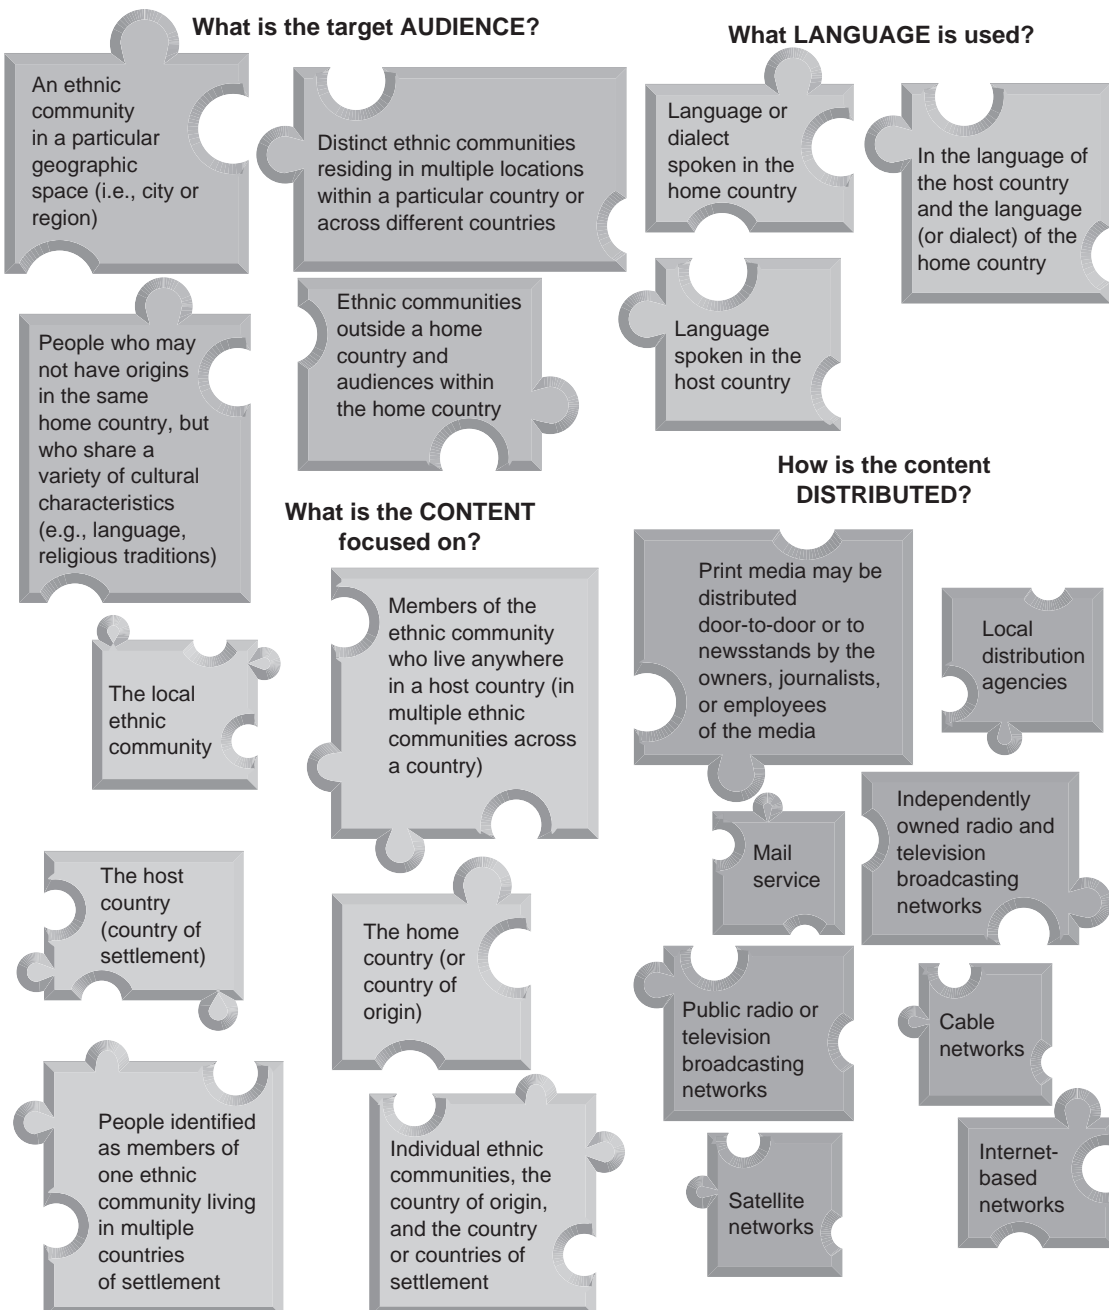 What is the target AUDIENCE?
An ethnic
community
in a particular
geographic
space (i.e., city or
region)
Distinct ethnic communities
residing in multiple locations
within a particular country or
across different countries
People who may
not have origins
in the same
home country, but
who share a
variety of cultural
characteristics
(e.g., language,
religious traditions)
Ethnic communities
outside a home
country and
audiences within
the home country
What LANGUAGE is used?
Language or
dialect
spoken in the
home country
In the language of
the host country
and the language
(or dialect) of the
home country
Language
spoken in the
host country
What is the CONTENT
focused on?
The local
ethnic
community
Members of the
ethnic community
who live anywhere
in a host country (in
multiple ethnic
communities across
a country)
The host
country
(country of
settlement)
The home
country (or
country of
origin)
People identified
as members of
one ethnic
community living
in multiple
countries
of settlement
Individual ethnic
communities, the
country of origin,
and the country
or countries of
settlement
How is the content
DISTRIBUTED?
Print media may be
distributed
door-to-door or to
newsstands by the
owners, journalists,
or employees
of the media
Local
distribution
agencies
Mail
service
Independently
owned radio and
television
broadcasting
networks
Public radio or
television
broadcasting
networks
Cable
networks
Satellite
networks
Internet-
based
networks